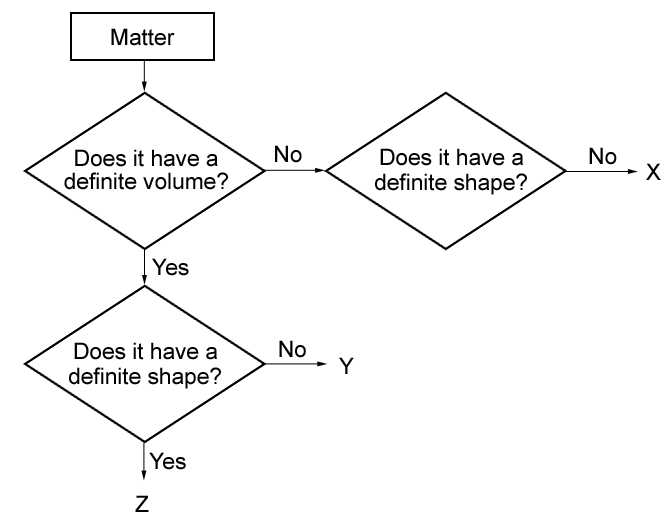 Matter
Does it have a
definite volume?
No
Does it have a
definite shape?
No
X
Yes
Does it have a
definite shape?
No
Y
Yes
Z